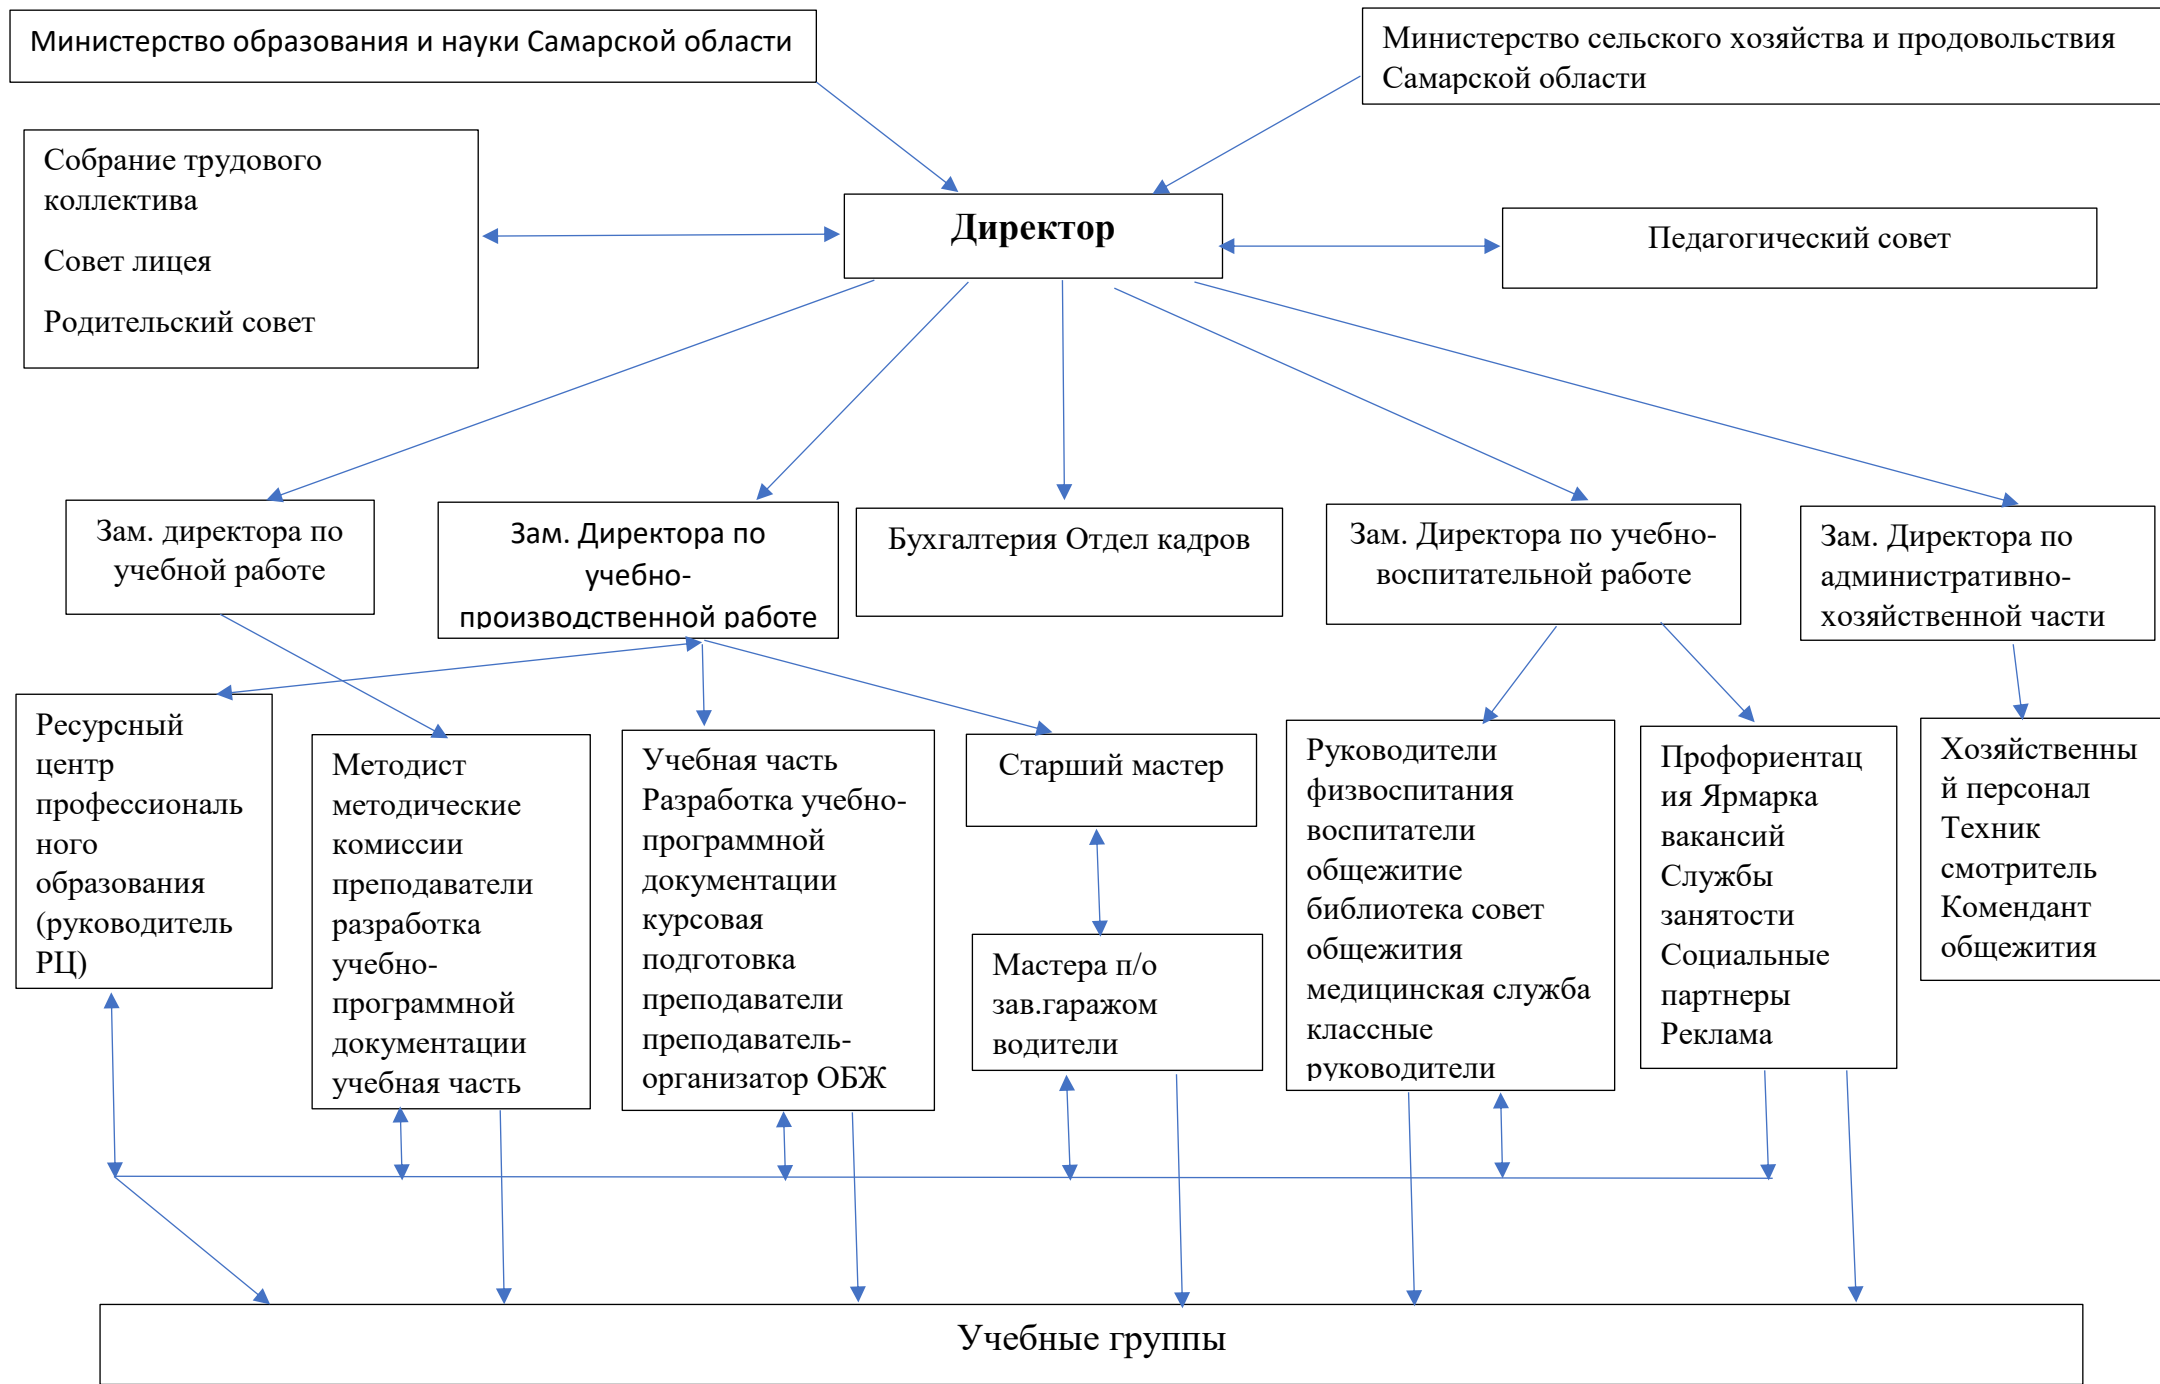 Министерство образования и науки Самарской области
Министерство сельского хозяйства и продовольствия
Самарской области
Собрание трудового
коллектива
Совет лицея
Родительский совет
Директор
Педагогический совет
Зам. директора по
учебной работе
Зам. Директора по
учебно-
производственной работе
Бухгалтерия Отдел кадров
Зам. Директора по учебно-
воспитательной работе
Зам. Директора по
административно-
хозяйственной части
Ресурсный
центр
профессиональ
ного
образования
(руководитель
РЦ)
Методист
методические
комиссии
преподаватели
разработка
учебно-
программной
документации
учебная часть
Учебная часть
Разработка учебно-
программной
документации
курсовая
подготовка
преподаватели
преподаватель-
организатор ОБЖ
Старший мастер
Мастера п/о
зав.гаражом
водители
Руководители
физвоспитания
воспитатели
общежитие
библиотека совет
общежития
медицинская служба
классные
руководители
Профориентац
ия Ярмарка
вакансий
Службы
занятости
Социальные
партнеры
Реклама
Хозяйственны
й персонал
Техник
смотритель
Комендант
общежития
Учебные группы